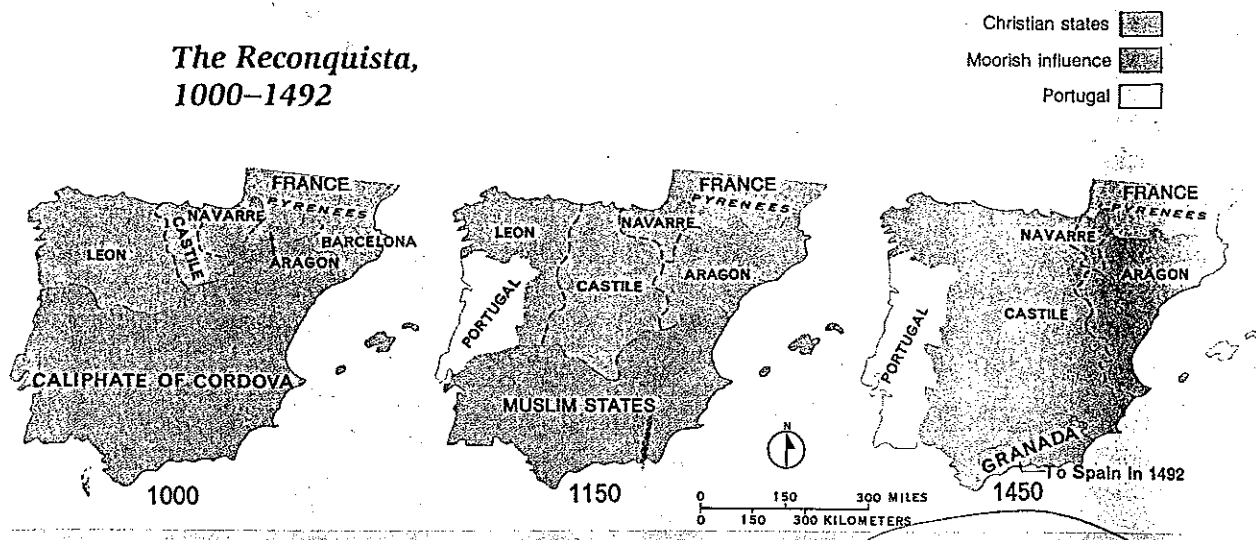 The Reconquista,
1000–1492
Christian states
Moorish influence
Portugal
FRANCE
PYRENEES
NAVARRE
CASTILE
LEON
BARCELONA
ARAGON
CALIPHATE OF CORDOVA
1000
FRANCE
PYRENEES
NAVARRE
LEON
CASTILE
ARAGON
PORTUGAL
MUSLIM STATES
1150
N
0 150 300 MILES
0 150 300 KILOMETERS
FRANCE
PYRENEES
NAVARRE
ARAGON
CASTILE
PORTUGAL
GRANADA
To Spain in 1492
1450